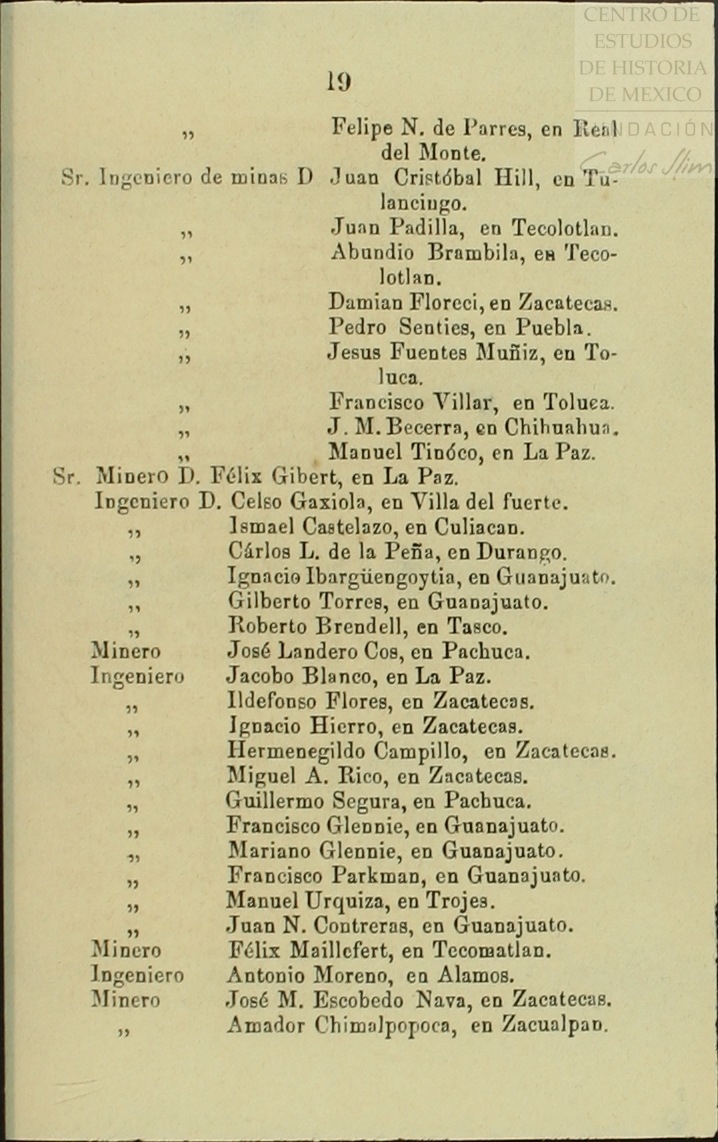 CENTRO DE
ESTUDIOS
DE HISTORIA
DE MEXICO
FUNDACIÓN
Carlos Slim
19
„ Felipe N. de Parres, en Real
del Monte.
Sr. Ingeniero de minas D Juan Cristóbal Hill, en Tu-
lancingo.
„ Juan Padilla, en Tecolotlan.
„ Abundio Brambila, en Teco-
lotlan.
„ Damian Floreci, en Zacatecas.
„ Pedro Senties, en Puebla.
„ Jesus Fuentes Muñiz, en To-
luca.
„ Francisco Villar, en Toluca.
„ J. M. Becerra, en Chihuahua.
„ Manuel Tinóco, en La Paz.
Sr. Minero D. Félix Gibert, en La Paz.
Ingeniero D. Celso Gaxiola, en Villa del fuerte.
„ Ismael Castelazo, en Culiacan.
„ Cárlos L. de la Peña, en Durango.
„ Ignacio Ibargüengoytia, en Guanajuato.
„ Gilberto Torres, en Guanajuato.
„ Roberto Brendell, en Tasco.
Minero José Landero Cos, en Pachuca.
Ingeniero Jacobo Blanco, en La Paz.
„ Ildefonso Flores, en Zacatecas.
„ Ignacio Hierro, en Zacatecas.
„ Hermenegildo Campillo, en Zacatecas.
„ Miguel A. Rico, en Zacatecas.
„ Guillermo Segura, en Pachuca.
„ Francisco Glennie, en Guanajuato.
„ Mariano Glennie, en Guanajuato.
„ Francisco Parkman, en Guanajuato.
„ Manuel Urquiza, en Trojes.
„ Juan N. Contreras, en Guanajuato.
Minero Félix Maillefert, en Tecomatlan.
Ingeniero Antonio Moreno, en Alamos.
Minero José M. Escobedo Nava, en Zacatecas.
„ Amador Chimalpopoca, en Zacualpan.